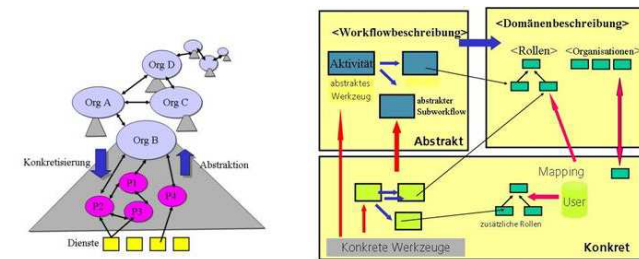 Org D
Org A
Org C
Org B
Konkretisierung
Abstraktion
P1
P2
P3
P4
Dienste
<Workflowbeschreibung>
Aktivität
abstraktes
Werkzeug
abstrakter
Subworkflow
Abstrakt
<Domänenbeschreibung>
<Rollen>
<Organisationen>
Mapping
User
zusätzliche Rollen
Konkrete Werkzeuge
Konkret